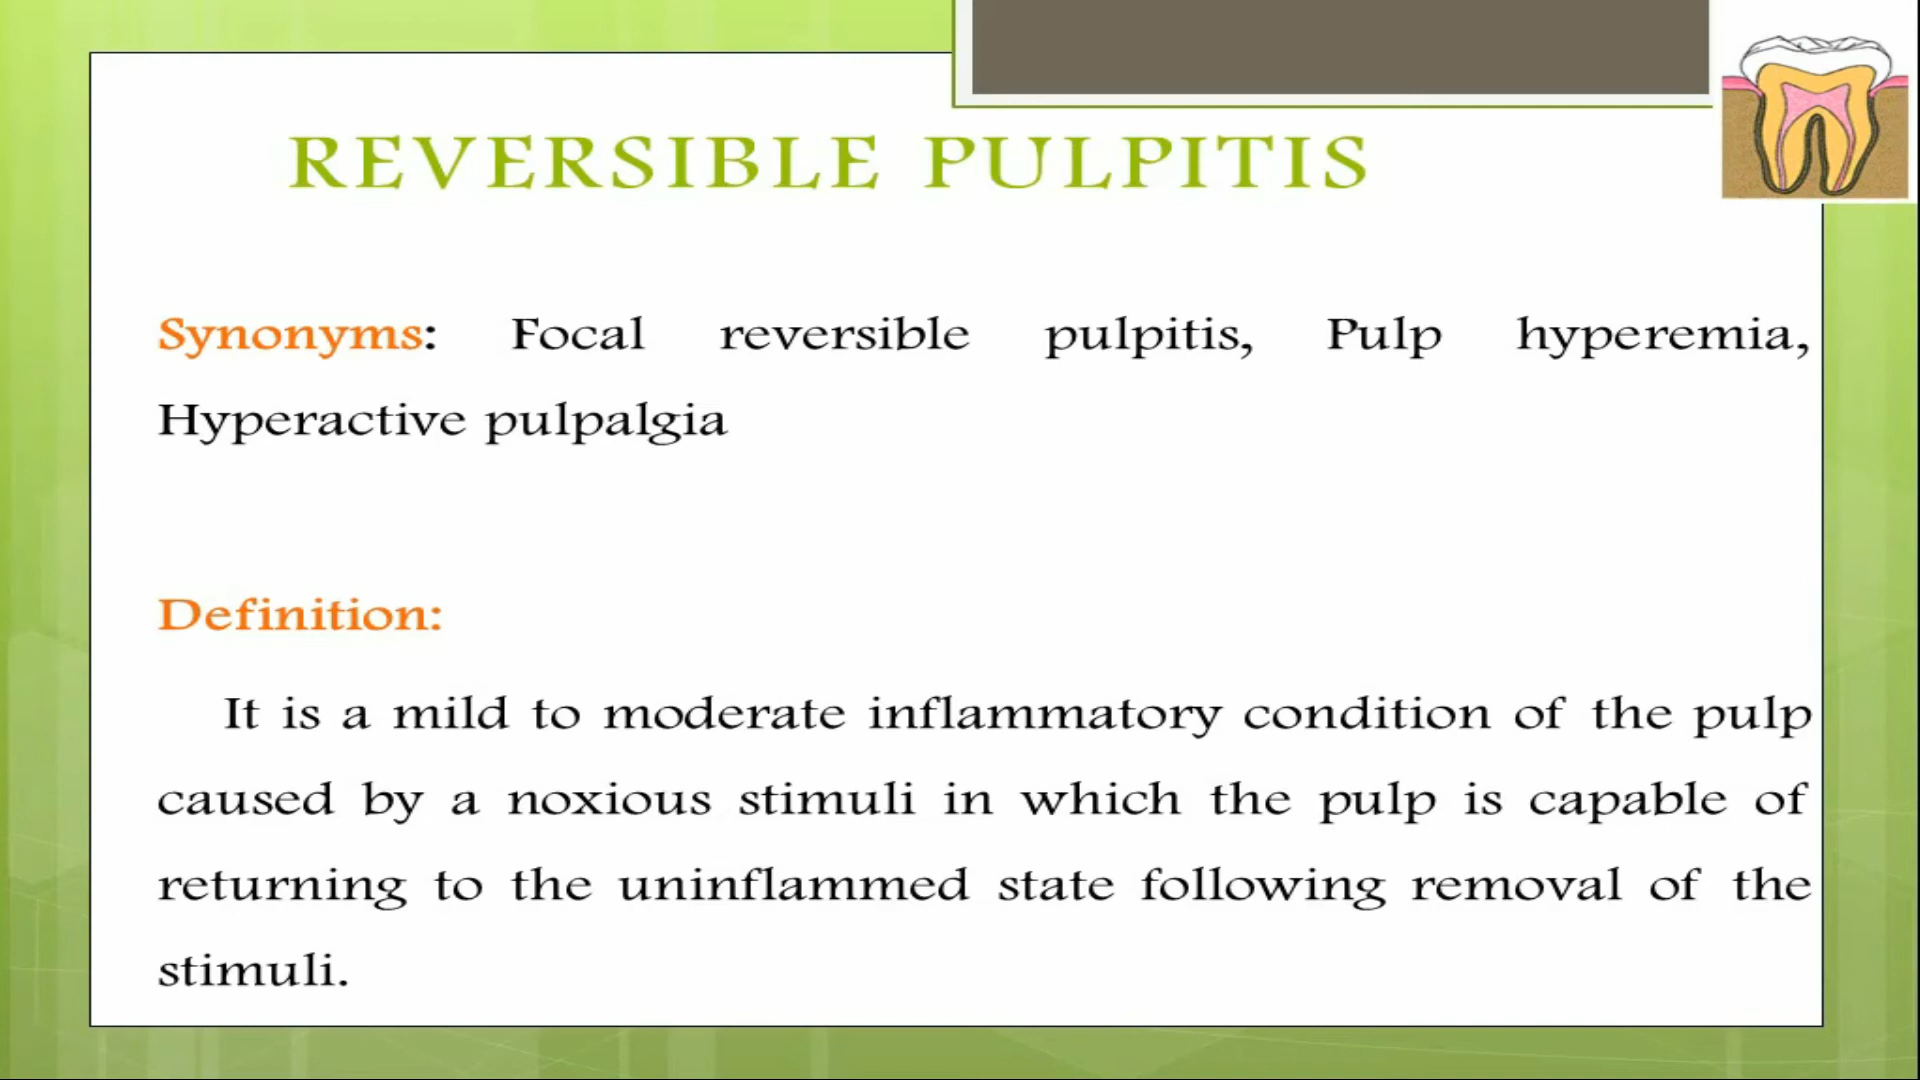 REVERSIBLE PULPITIS
Synonyms: Focal reversible pulpitis, Pulp hyperemia,
Hyperactive pulpalgia
Definition:
It is a mild to moderate inflammatory condition of the pulp
caused by a noxious stimuli in which the pulp is capable of
returning to the uninflammed state following removal of the
stimuli.